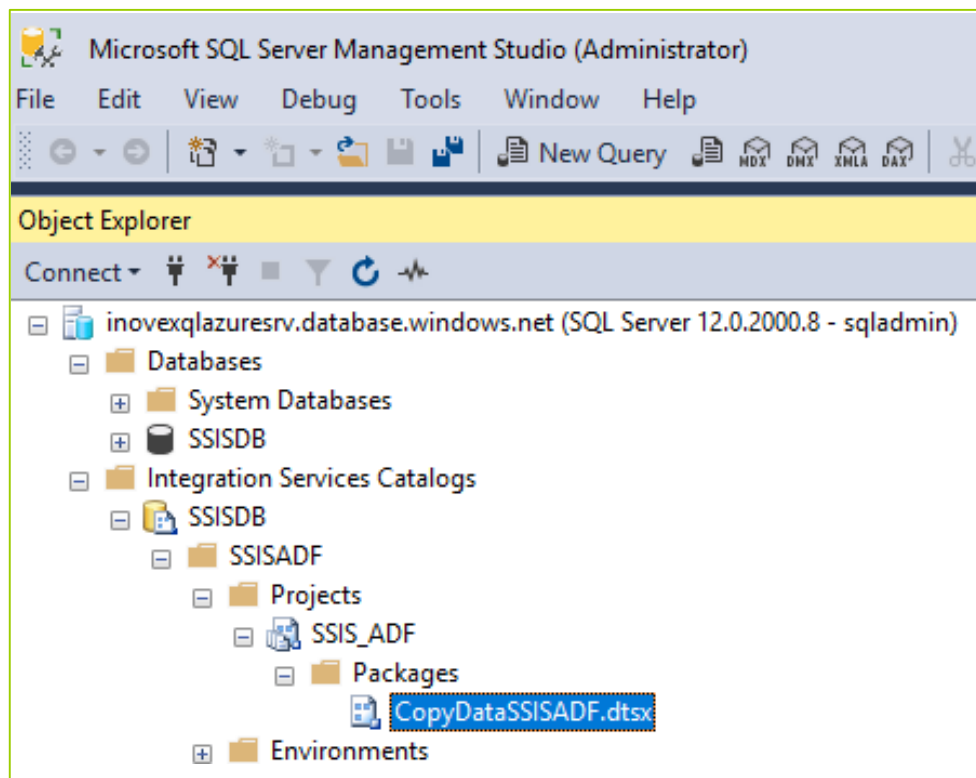 Microsoft SQL Server Management Studio (Administrator)
File Edit View Debug Tools Window Help
New Query MDX DMX XMLA DAX
Object Explorer
Connect
inovexqlazuresrv.database.windows.net (SQL Server 12.0.2000.8 - sqladmin)
Databases
System Databases
SSISDB
Integration Services Catalogs
SSISDB
SSISADF
Projects
SSIS_ADF
Packages
CopyDataSSISADF.dtsx
Environments